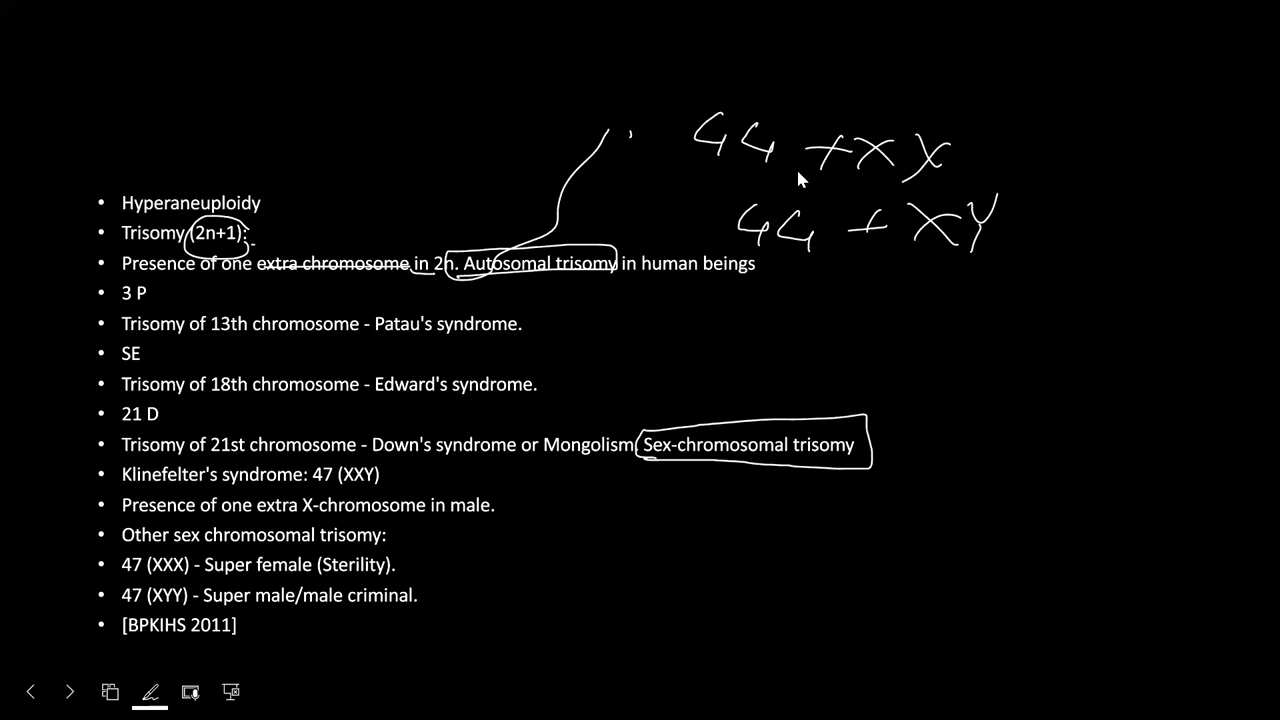 44 + XX
44 + XY
• Hyperaneuploidy
• Trisomy (2n+1):
• Presence of one extra chromosome in 2n. Autosomal trisomy in human beings
• 3 P
• Trisomy of 13th chromosome - Patau's syndrome.
• SE
• Trisomy of 18th chromosome - Edward's syndrome.
• 21 D
• Trisomy of 21st chromosome - Down's syndrome or Mongolism. Sex-chromosomal trisomy
• Klinefelter's syndrome: 47 (XXY)
• Presence of one extra X-chromosome in male.
• Other sex chromosomal trisomy:
• 47 (XXX) - Super female (Sterility).
• 47 (XYY) - Super male/male criminal.
• [BPKIHS 2011]